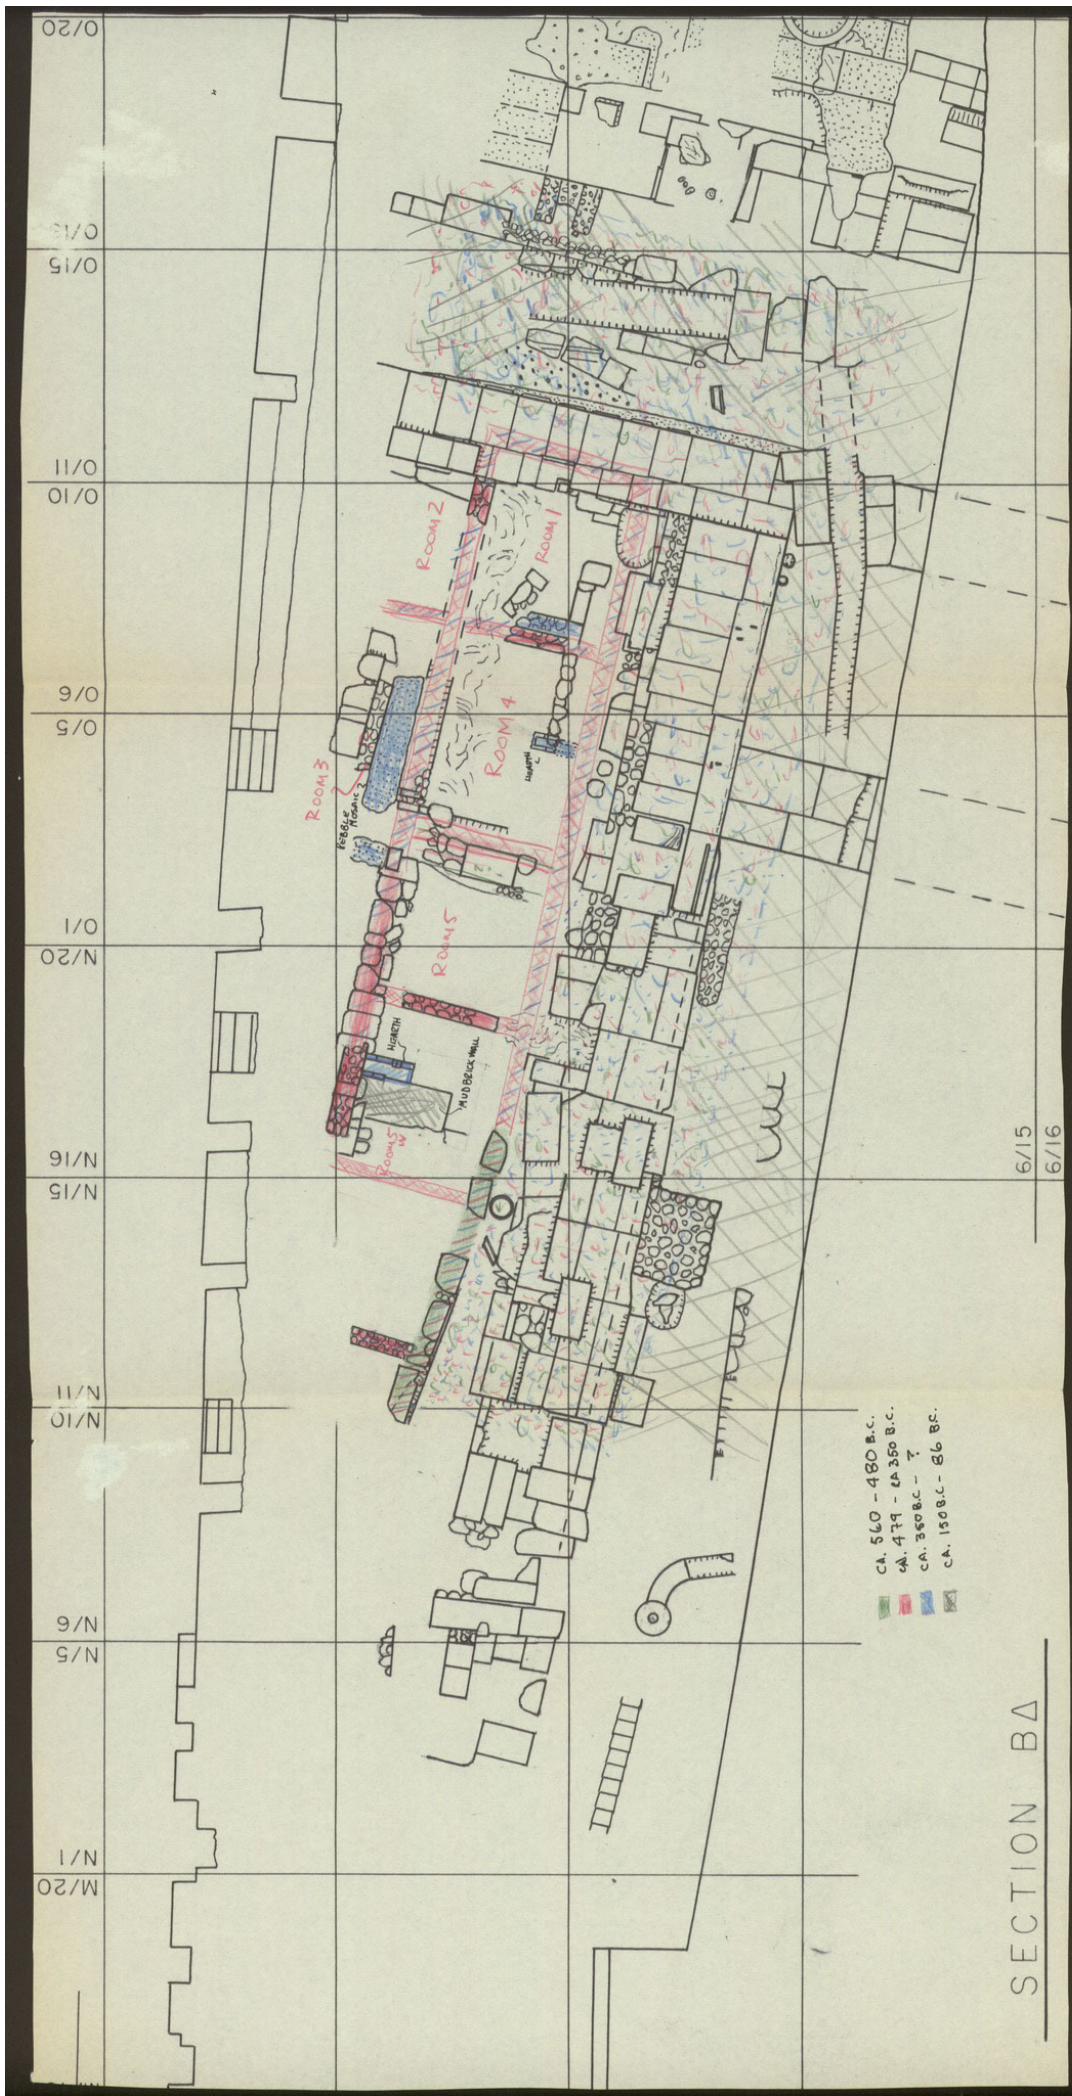 O/20
O/16
O/15
O/11
O/10
O/6
O/5
O/1
N/20
N/16
N/15
N/11
N/10
N/6
N/5
N/1
M/20
ROOM 2
ROOM 1
ROOM 3
PEBBLE
MOSAIC
ROOM 4
HEARTH
ROOM 5
HEARTH
MUDBRICK WALL
ROOM 5
W
6/15
6/16
CA. 560 - 480 B.C.
CA. 479 - CA 350 B.C.
CA. 350 B.C - ?
CA. 150 B.C - 86 B.C.
SECTION BΔ